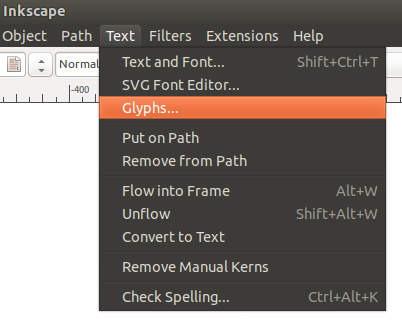 Inkscape
Object Path Text Filters Extensions Help
Text and Font... Shift+Ctrl+T
Normal
SVG Font Editor...
-400
Glyphs...
Put on Path
Remove from Path
Flow into Frame Alt+W
Unflow Shift+Alt+W
Convert to Text
Remove Manual Kerns
Check Spelling... Ctrl+Alt+K